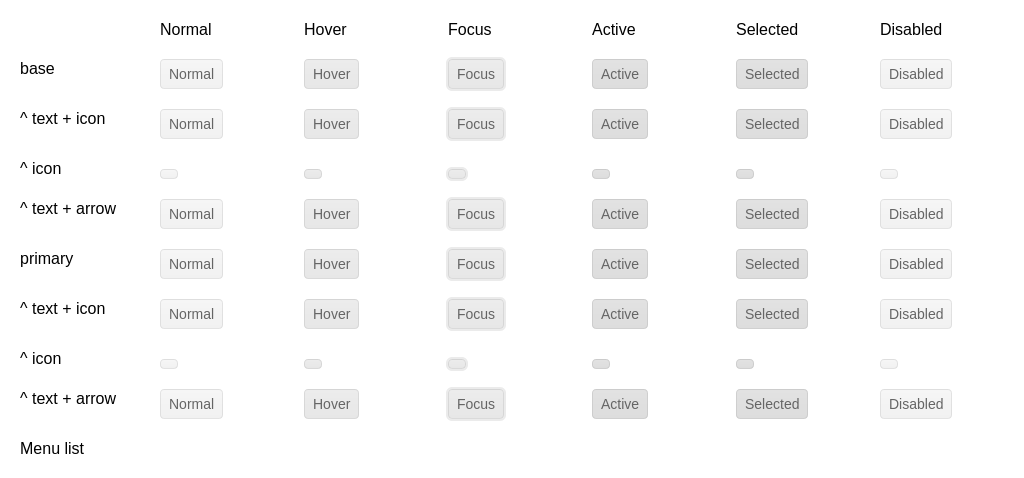 Normal Hover Focus Active Selected Disabled
base Normal Hover Focus Active Selected Disabled
^ text + icon Normal Hover Focus Active Selected Disabled
^ icon
^ text + arrow Normal Hover Focus Active Selected Disabled
primary Normal Hover Focus Active Selected Disabled
^ text + icon Normal Hover Focus Active Selected Disabled
^ icon
^ text + arrow Normal Hover Focus Active Selected Disabled
Menu list